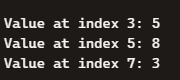 Value at index 3: 5
Value at index 5: 8
Value at index 7: 3